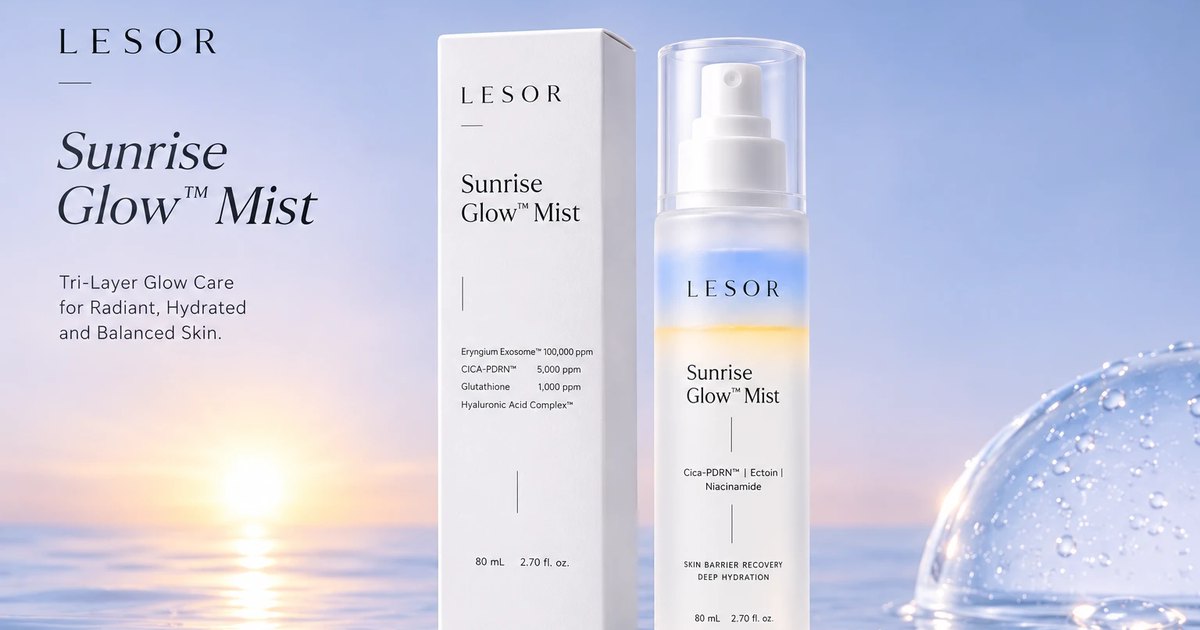 LESOR
Sunrise
Glow™ Mist
Tri-Layer Glow Care
for Radiant, Hydrated
and Balanced Skin.
LESOR
Sunrise
Glow™ Mist
Eryngium Exosome™ 100,000 ppm
CICA-PDRN™ 5,000 ppm
Glutathione 1,000 ppm
Hyaluronic Acid Complex™
80 mL 2.70 fl. oz.
LESOR
Sunrise
Glow™ Mist
Cica-PDRN™ | Ectoin |
Niacinamide
SKIN BARRIER RECOVERY
DEEP HYDRATION
80 mL 2.70 fl. oz.